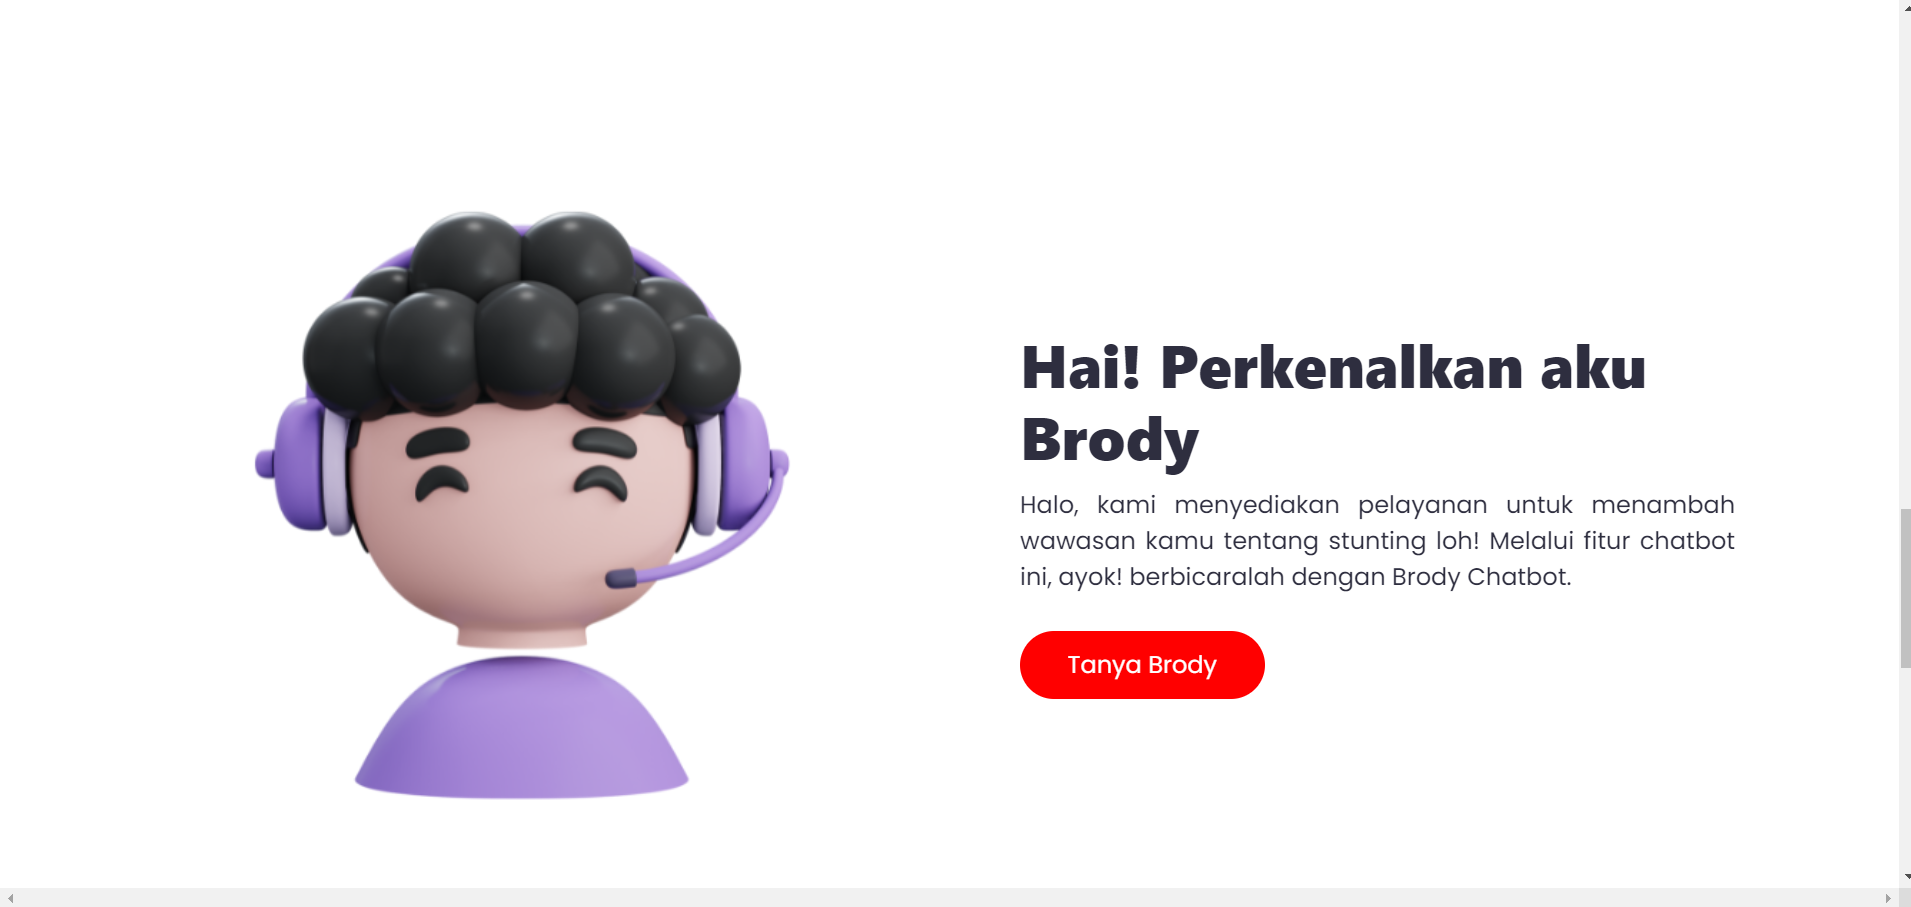 Hai! Perkenalkan aku
Brody
Halo, kami menyediakan pelayanan untuk menambah
wawasan kamu tentang stunting loh! Melalui fitur chatbot
ini, ayok! berbicaralah dengan Brody Chatbot.
Tanya Brody